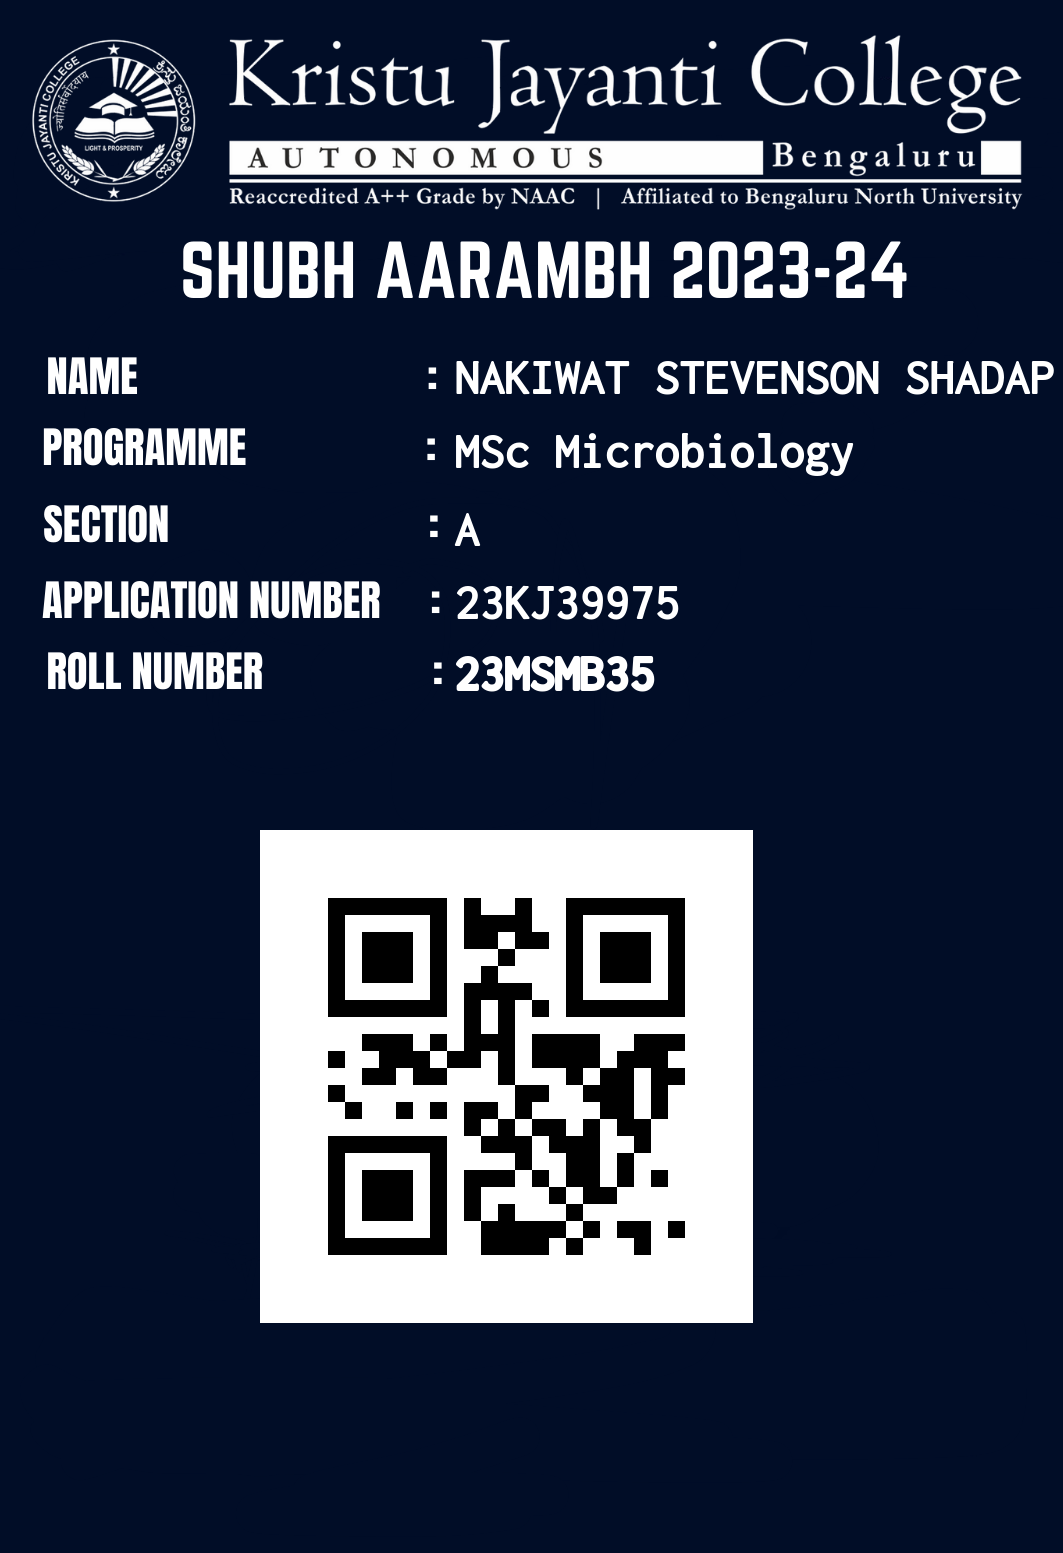 Kristu Jayanti College
AUTONOMOUS Bengaluru
Reaccredited A++ Grade by NAAC | Affiliated to Bengaluru North University
KRISTU JAYANTI COLLEGE
LIGHT & PROSPERITY
SHUBH AARAMBH 2023-24
NAME : NAKIWAT STEVENSON SHADAP
PROGRAMME : MSc Microbiology
SECTION : A
APPLICATION NUMBER : 23KJ39975
ROLL NUMBER : 23MSMB35